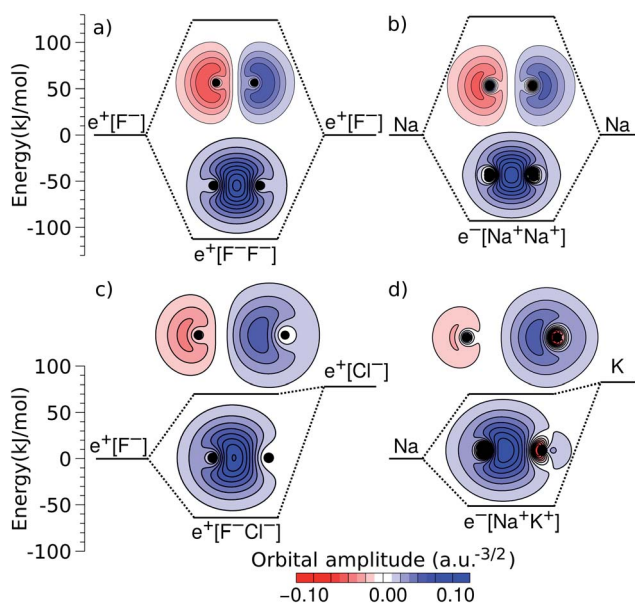 a)
b)
Energy(kJ/mol)
100
50
0
-50
-100
e⁺[F⁻]
e⁺[F⁻]
e⁺[F⁻F⁻]
Na
Na
e⁻[Na⁺Na⁺]
c)
d)
Energy(kJ/mol)
100
50
0
-50
-100
e⁺[F⁻]
e⁺[Cl⁻]
e⁺[F⁻Cl⁻]
Na
K
e⁻[Na⁺K⁺]
Orbital amplitude (a.u.⁻³/²)
−0.10 0.00 0.10